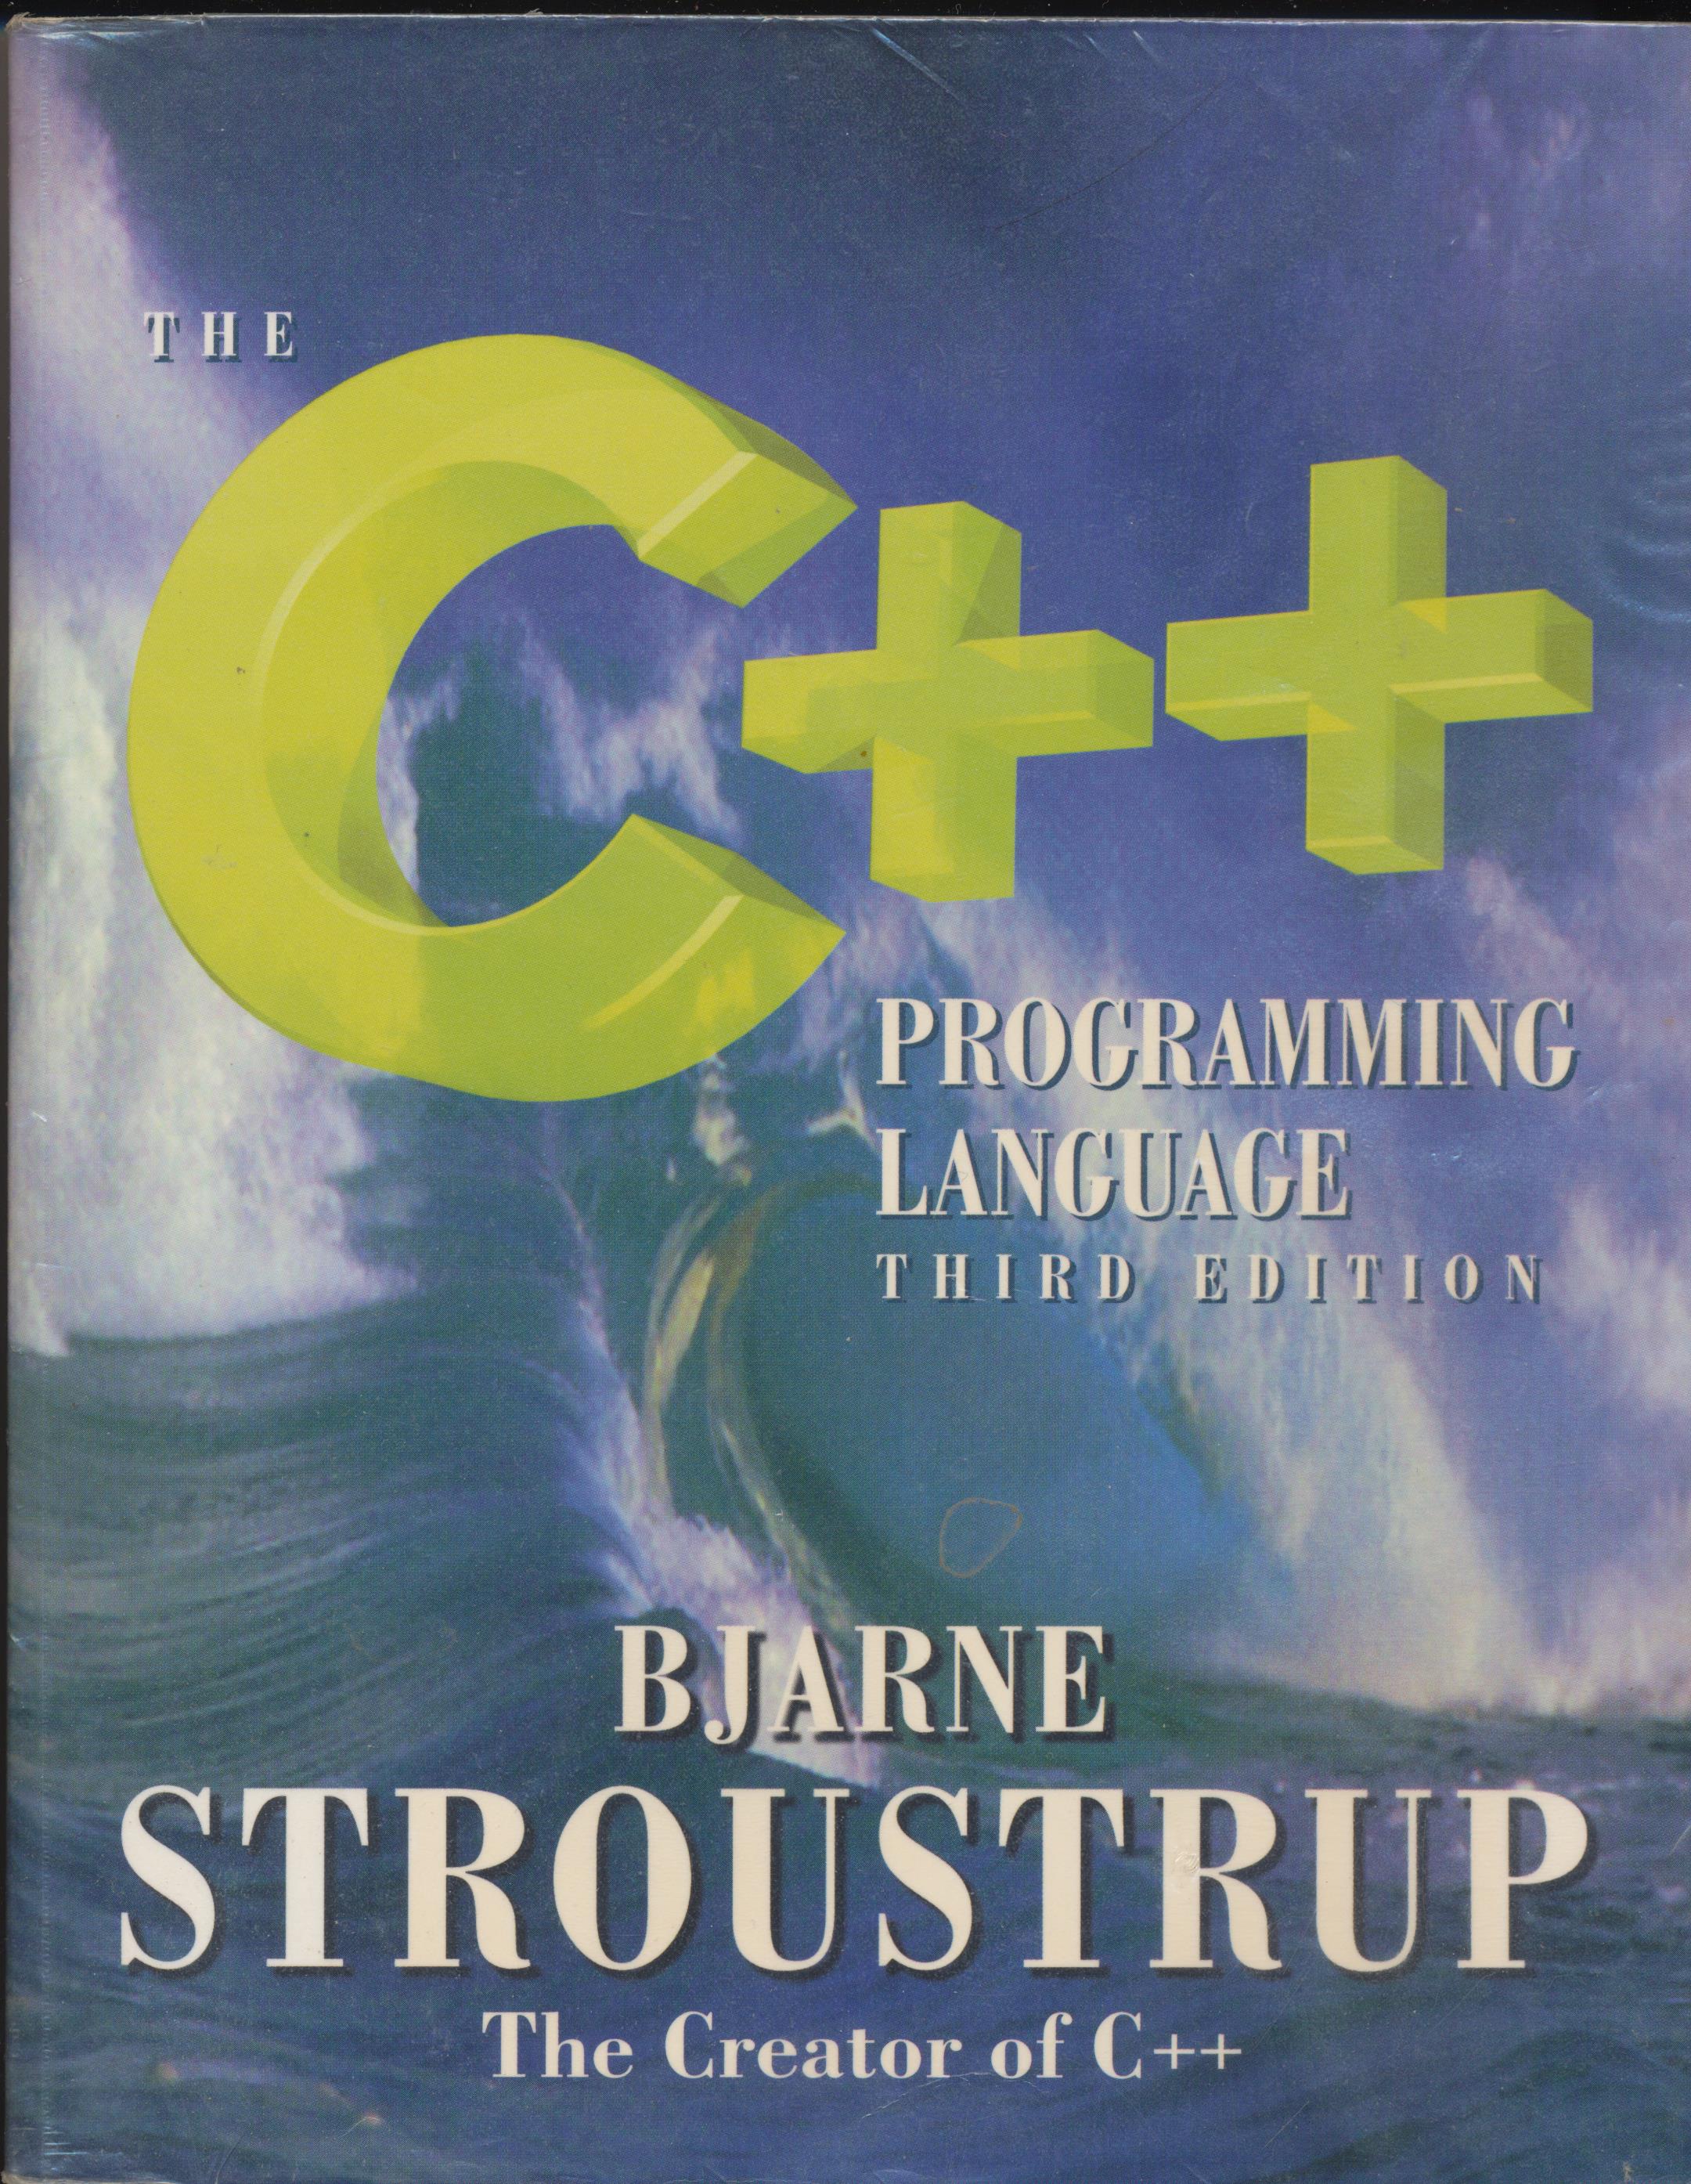 THE
C++
PROGRAMMING
LANGUAGE
THIRD EDITION
BJARNE
STROUSTRUP
The Creator of C++